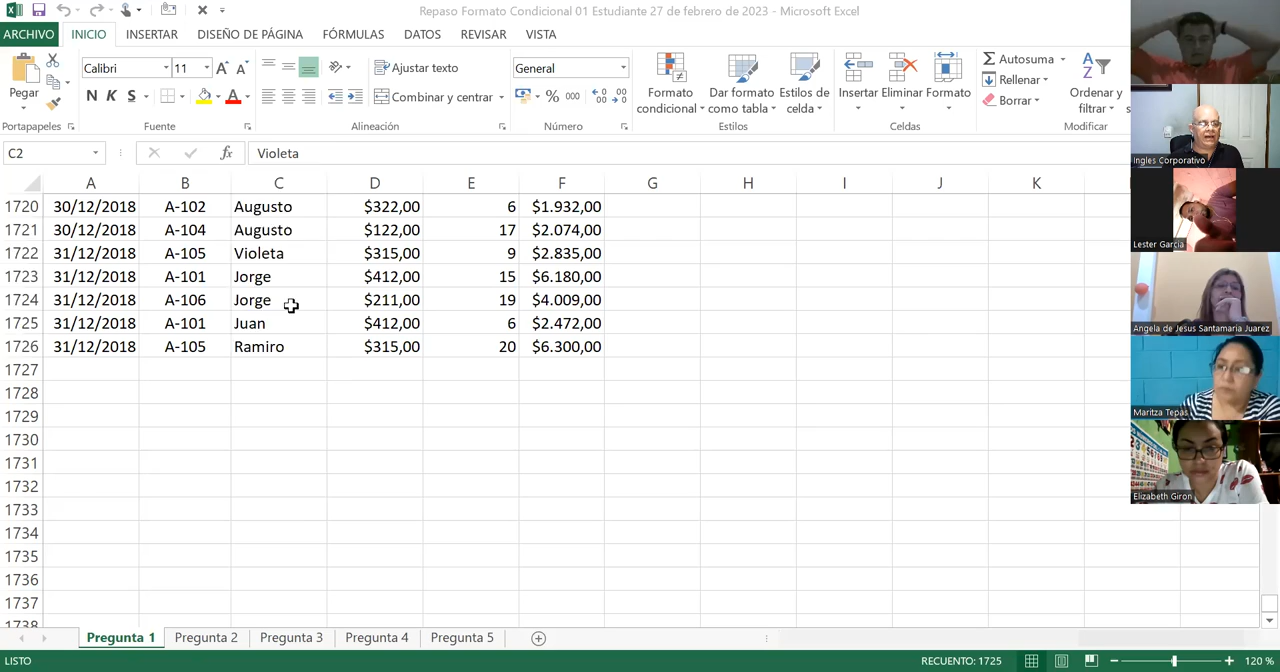 Repaso Formato Condicional 01 Estudiante 27 de febrero de 2023 - Microsoft Excel
ARCHIVO INICIO INSERTAR DISEÑO DE PÁGINA FÓRMULAS DATOS REVISAR VISTA
Calibri 11 Ajustar texto General Autosuma
Rellenar
Pegar N K S Combinar y centrar % 000 Formato condicional Dar formato como tabla Estilos de celda Insertar Eliminar Formato Borrar Ordenar y filtrar
Portapapeles Fuente Alineación Número Estilos Celdas Modificar
C2 fx Violeta
A B C D E F G H I J K
1720 30/12/2018 A-102 Augusto $322,00 6 $1.932,00
1721 30/12/2018 A-104 Augusto $122,00 17 $2.074,00
1722 31/12/2018 A-105 Violeta $315,00 9 $2.835,00
1723 31/12/2018 A-101 Jorge $412,00 15 $6.180,00
1724 31/12/2018 A-106 Jorge $211,00 19 $4.009,00
1725 31/12/2018 A-101 Juan $412,00 6 $2.472,00
1726 31/12/2018 A-105 Ramiro $315,00 20 $6.300,00
1727
1728
1729
1730
1731
1732
1733
1734
1735
1736
1737
1738
Pregunta 1 Pregunta 2 Pregunta 3 Pregunta 4 Pregunta 5
LISTO RECUENTO: 1725 120 %
Ingles Corporativo
Lester Garcia
Angela de Jesus Santamaria Juarez
Maritza Tepas
Elizabeth Giron